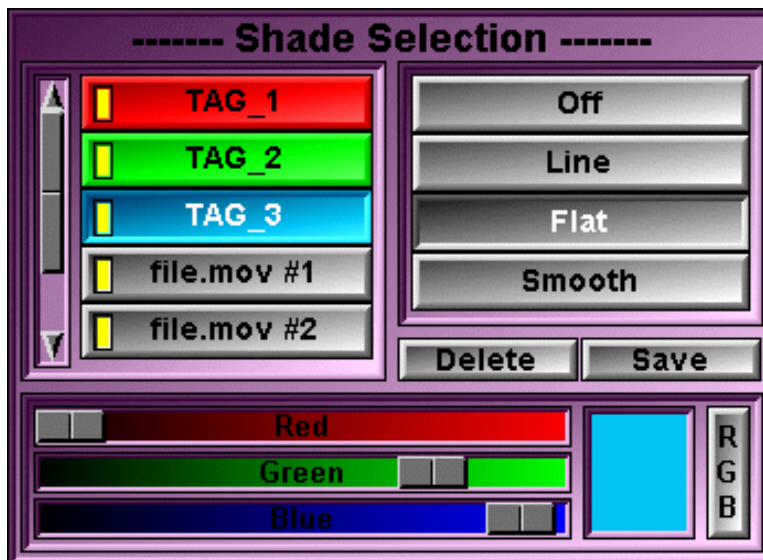 ------- Shade Selection -------
TAG_1
TAG_2
TAG_3
file.mov #1
file.mov #2
Off
Line
Flat
Smooth
Delete
Save
Red
Green
Blue
R
G
B